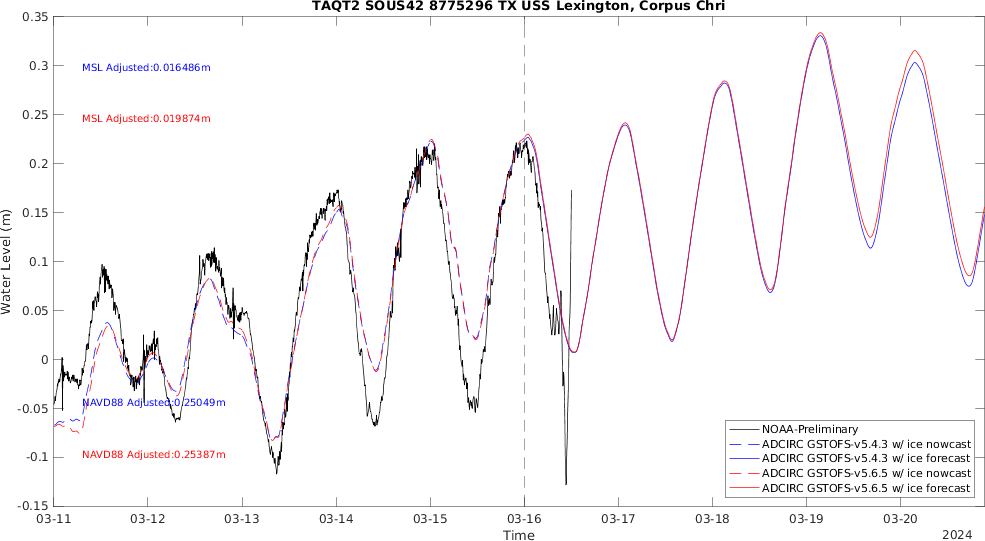 TAQT2 SOUS42 8775296 TX USS Lexington, Corpus Chri
0.35
0.3
0.25
0.2
0.15
0.1
0.05
0
-0.05
-0.1
-0.15
Water Level (m)
MSL Adjusted:0.016486m
MSL Adjusted:0.019874m
NAVD88 Adjusted:0.25049m
NAVD88 Adjusted:0.25387m
NOAA-Preliminary
ADCIRC GSTOFS-v5.4.3 w/ ice nowcast
ADCIRC GSTOFS-v5.4.3 w/ ice forecast
ADCIRC GSTOFS-v5.6.5 w/ ice nowcast
ADCIRC GSTOFS-v5.6.5 w/ ice forecast
03-11 03-12 03-13 03-14 03-15 03-16 03-17 03-18 03-19 03-20
Time
2024